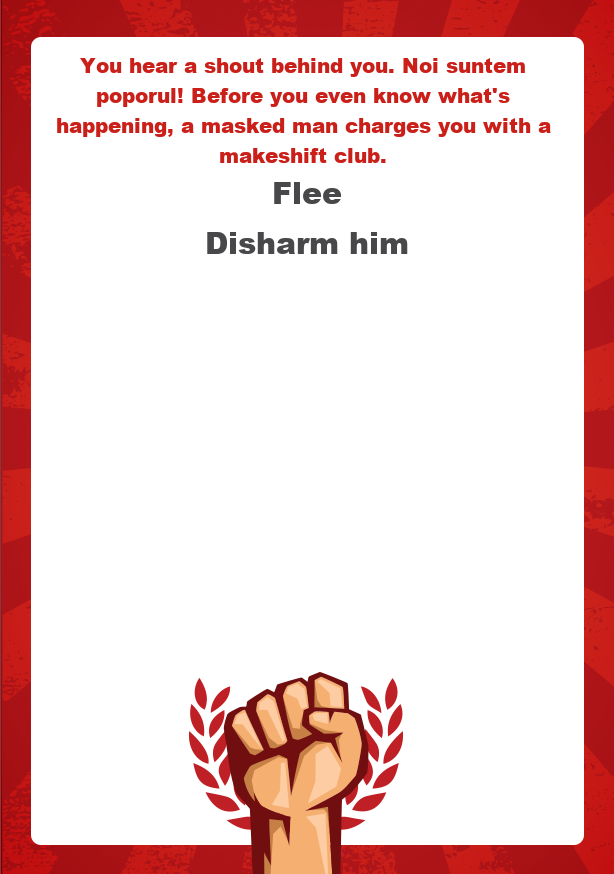 You hear a shout behind you. Noi suntem
poporul! Before you even know what's
happening, a masked man charges you with a
makeshift club.
Flee
Disharm him